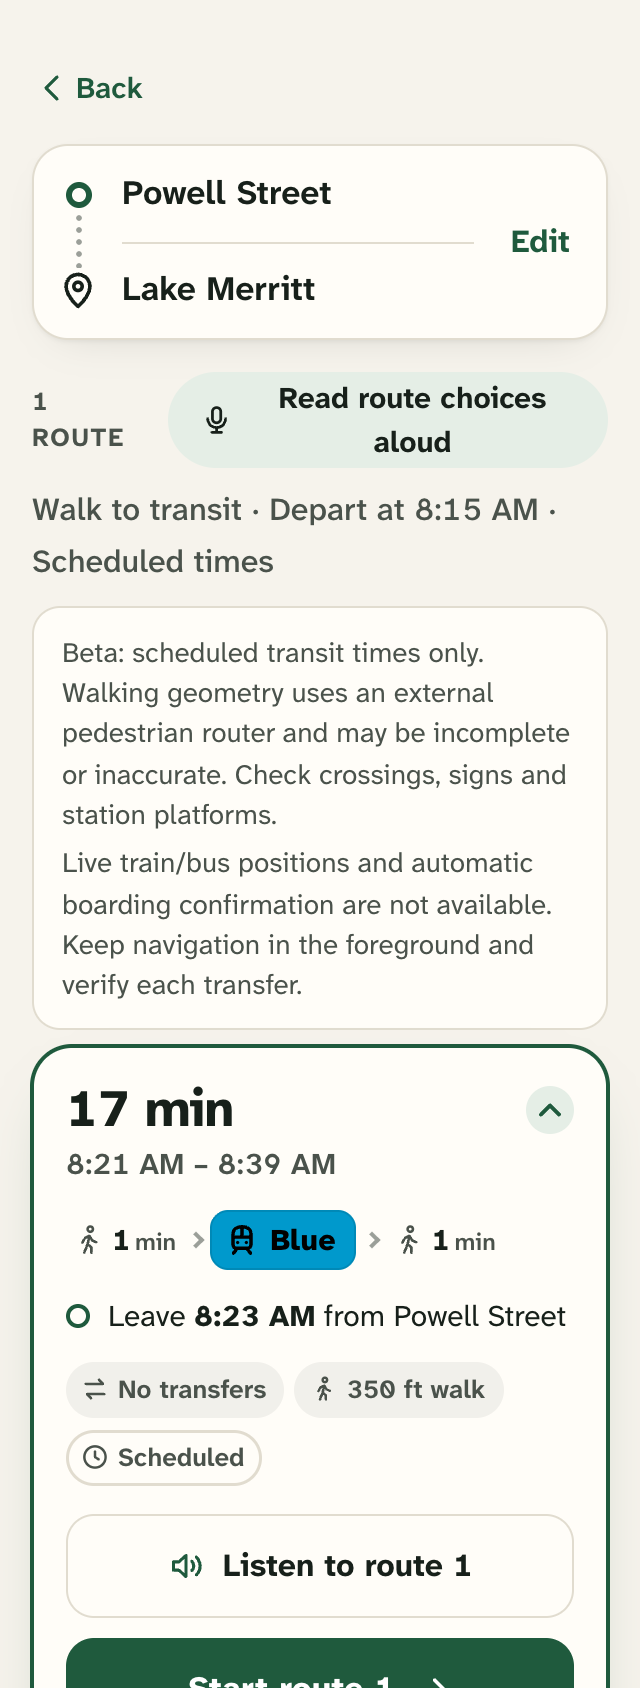 Back
Powell Street
Edit
Lake Merritt
1
ROUTE
Read route choices
aloud
Walk to transit · Depart at 8:15 AM ·
Scheduled times
Beta: scheduled transit times only.
Walking geometry uses an external
pedestrian router and may be incomplete
or inaccurate. Check crossings, signs and
station platforms.
Live train/bus positions and automatic
boarding confirmation are not available.
Keep navigation in the foreground and
verify each transfer.
17 min
8:21 AM – 8:39 AM
1 min Blue 1 min
Leave 8:23 AM from Powell Street
No transfers 350 ft walk
Scheduled
Listen to route 1
Start route 1